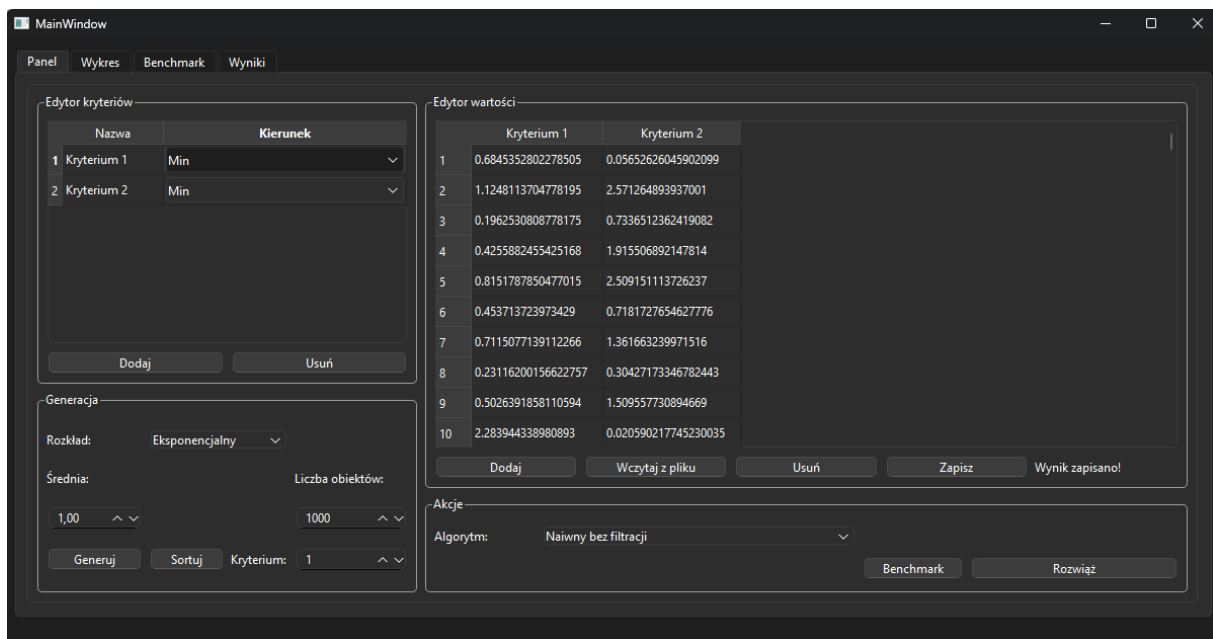 MainWindow
Panel Wykres Benchmark Wyniki
Edytor kryteriów
Nazwa Kierunek
1 Kryterium 1 Min
2 Kryterium 2 Min
Dodaj Usuń
Generacja
Rozkład: Eksponencjalny
Średnia: Liczba obiektów:
1,00 1000
Generuj Sortuj Kryterium: 1
Edytor wartości
Kryterium 1 Kryterium 2
1 0.6845352802278505 0.05652626045902099
2 1.1248113704778195 2.571264893937001
3 0.1962530808778175 0.7336512362419082
4 0.4255882455425168 1.915506892147814
5 0.8151787850477015 2.509151113726237
6 0.453713723973429 0.7181727654627776
7 0.7115077139112266 1.361663239971516
8 0.23116200156622757 0.30427173346782443
9 0.5026391858110594 1.509557730894669
10 2.283944338980893 0.020590217745230035
Dodaj Wczytaj z pliku Usuń Zapisz Wynik zapisano!
Akcje
Algorytm: Naiwny bez filtracji
Benchmark Rozwiąż